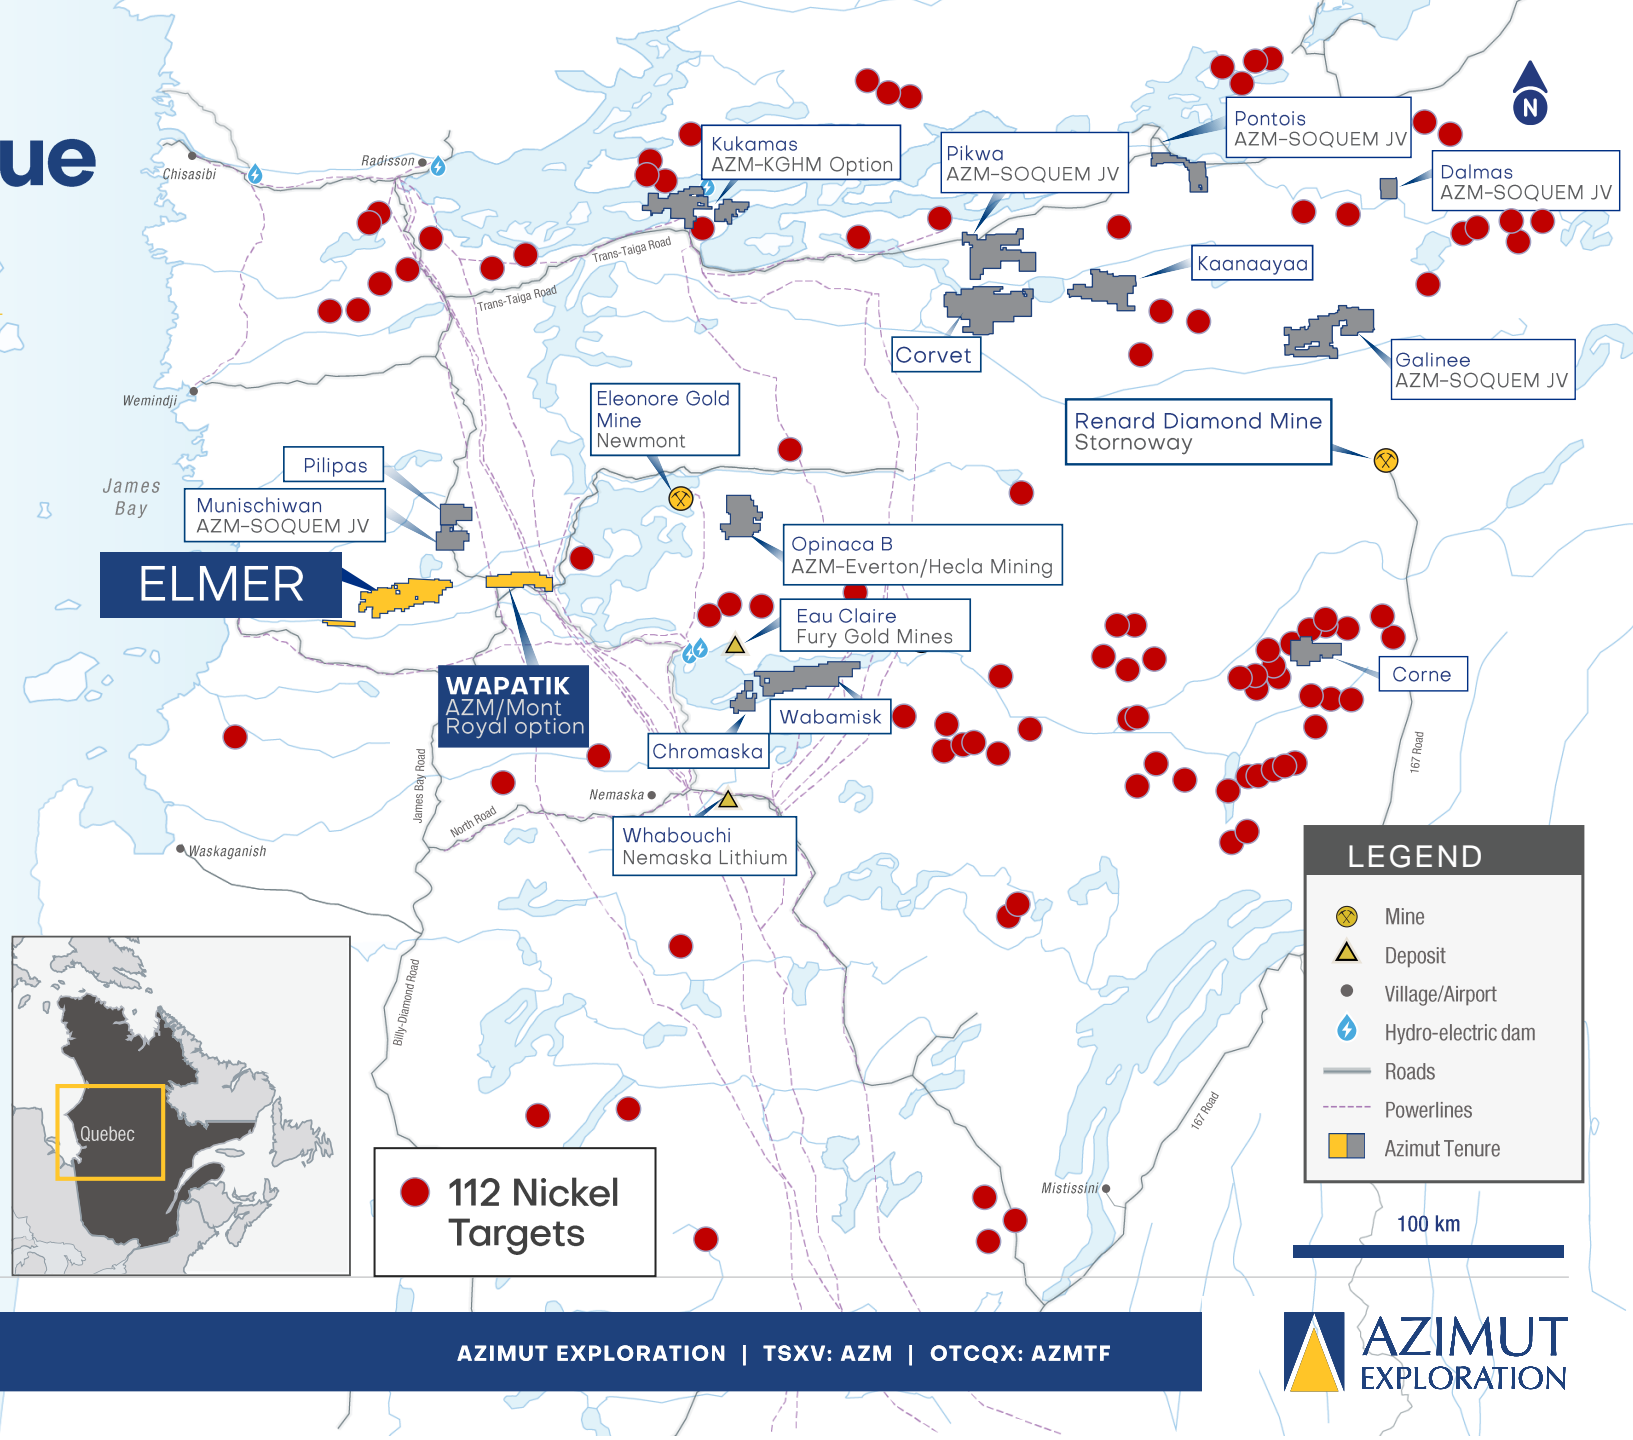 ue
Chisasibi
Radisson
Kukamas
AZM-KGHM Option
Pikwa
AZM-SOQUEM JV
Pontois
AZM-SOQUEM JV
N
Dalmas
AZM-SOQUEM JV
Trans-Taiga Road
Trans-Taiga Road
Kaanaayaa
Corvet
Galinee
AZM-SOQUEM JV
Wemindji
Eleonore Gold
Mine
Newmont
Renard Diamond Mine
Stornoway
James
Bay
Pilipas
Munischiwan
AZM-SOQUEM JV
Opinaca B
AZM-Everton/Hecla Mining
ELMER
Eau Claire
Fury Gold Mines
WAPATIK
AZM/Mont
Royal option
Corne
Wabamisk
Chromaska
James Bay Road
167 Road
Nemaska
North Road
Whabouchi
Nemaska Lithium
Waskaganish
Billy-Diamond Road
Quebec
112 Nickel
Targets
167 Road
Mistissini
LEGEND
Mine
Deposit
Village/Airport
Hydro-electric dam
Roads
Powerlines
Azimut Tenure
100 km
AZIMUT EXPLORATION | TSXV: AZM | OTCQX: AZMTF
AZIMUT
EXPLORATION